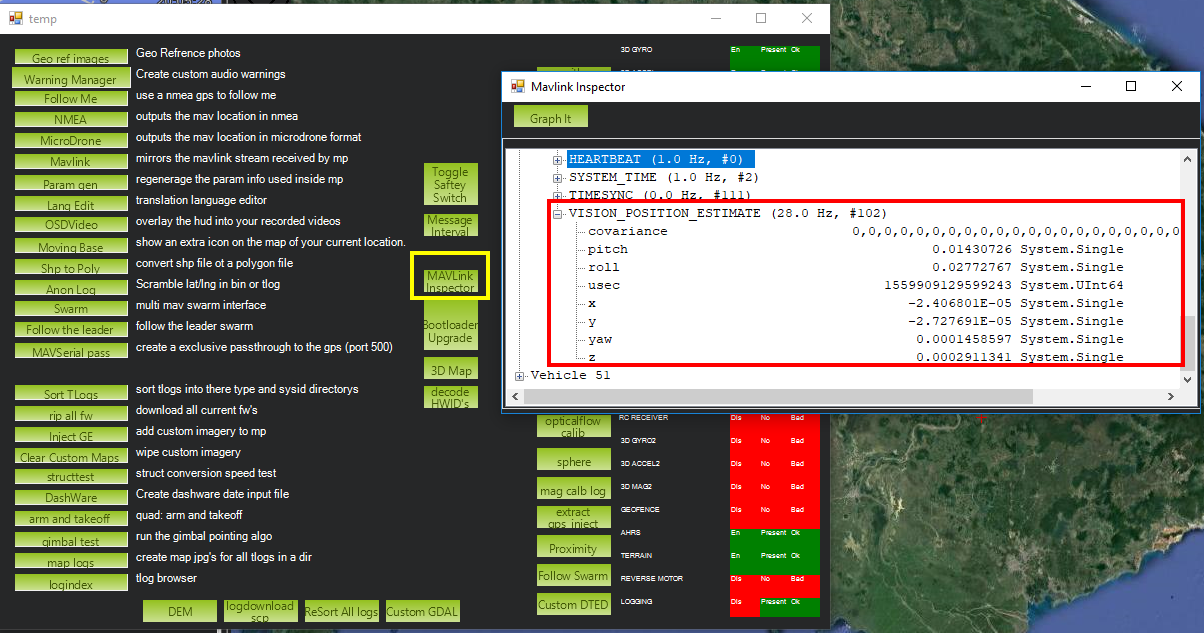 temp
Geo ref images Geo Refrence photos
Warning Manager Create custom audio warnings
Follow Me use a nmea gps to follow me
NMEA outputs the mav location in nmea
MicroDrone outputs the mav location in microdrone format
Mavlink mirrors the mavlink stream received by mp
Param gen regenerage the param info used inside mp
Lang Edit translation language editor
OSDVideo overlay the hud into your recorded videos
Moving Base show an extra icon on the map of your current location.
Shp to Poly convert shp file ot a polygon file
Anon Log Scramble lat/lng in bin or tlog
Swarm multi mav swarm interface
Follow the leader follow the leader swarm
MAVSerial pass create a exclusive passthrough to the gps (port 500)
Sort TLogs sort tlogs into there type and sysid directorys
rip all fw download all current fw's
Inject GE add custom imagery to mp
Clear Custom Maps wipe custom imagery
structtest struct conversion speed test
DashWare Create dashware date input file
arm and takeoff quad: arm and takeoff
gimbal test run the gimbal pointing algo
map logs create map jpg's for all tlogs in a dir
logindex tlog browser
DEM
logdownload
scp
ReSort All logs
Custom GDAL
Toggle
Saftey
Switch
Message
Interval
MAVLink
Inspector
Bootloader
Upgrade
3D Map
decode
HWID's
3D GYRO En Present Ok
Mavlink Inspector
Graph It
HEARTBEAT (1.0 Hz, #0)
SYSTEM_TIME (1.0 Hz, #2)
TIMESYNC (0.0 Hz, #111)
VISION_POSITION_ESTIMATE (28.0 Hz, #102)
covariance 0,0,0,0,0,0,0,0,0,0,0,0,0,0,0,0,0,0,0,0,0
pitch 0.01430726 System.Single
roll 0.02772767 System.Single
usec 1559909129599243 System.UInt64
x -2.406801E-05 System.Single
y -2.727691E-05 System.Single
yaw 0.0001458597 System.Single
z 0.0002911341 System.Single
Vehicle 51
opticalflow
calib
sphere
mag calb log
extract
gps_inject
Proximity
Follow Swarm
Custom DTED
RC RECEIVER Dis No Bad
3D GYRO2 Dis No Bad
3D ACCEL2 Dis No Bad
3D MAG2 Dis No Bad
GEOFENCE Dis No Bad
AHRS En Present Ok
TERRAIN En Present Ok
REVERSE MOTOR Dis No Bad
LOGGING Dis Present Ok